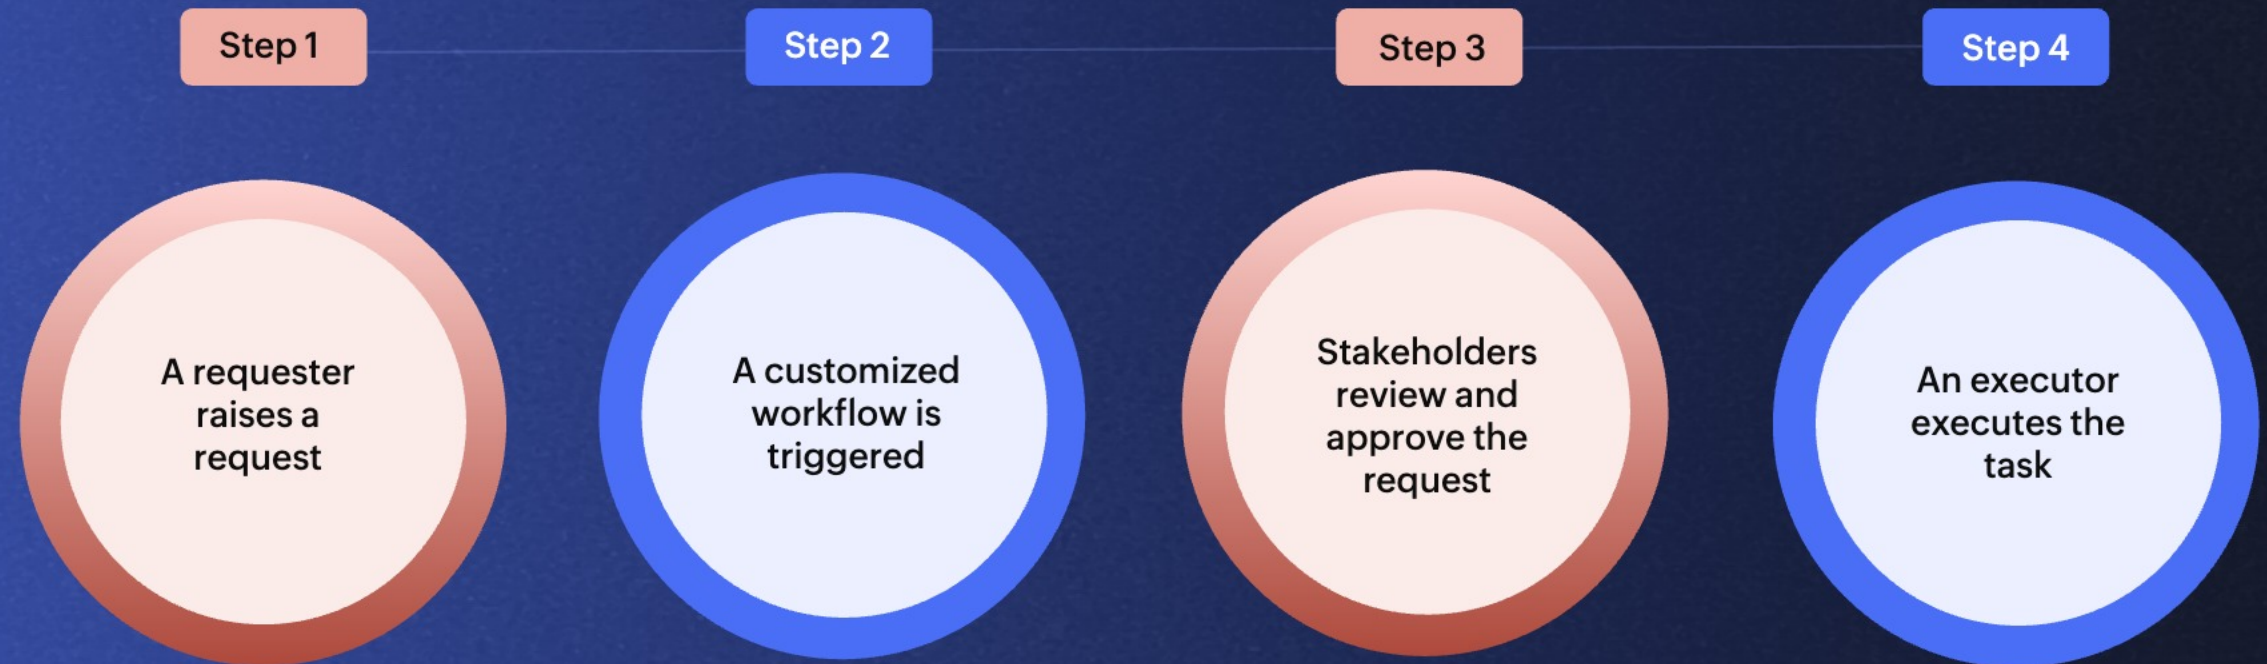 Step 1
Step 2
Step 3
Step 4
A requester
raises a
request
A customized
workflow is
triggered
Stakeholders
review and
approve the
request
An executor
executes the
task